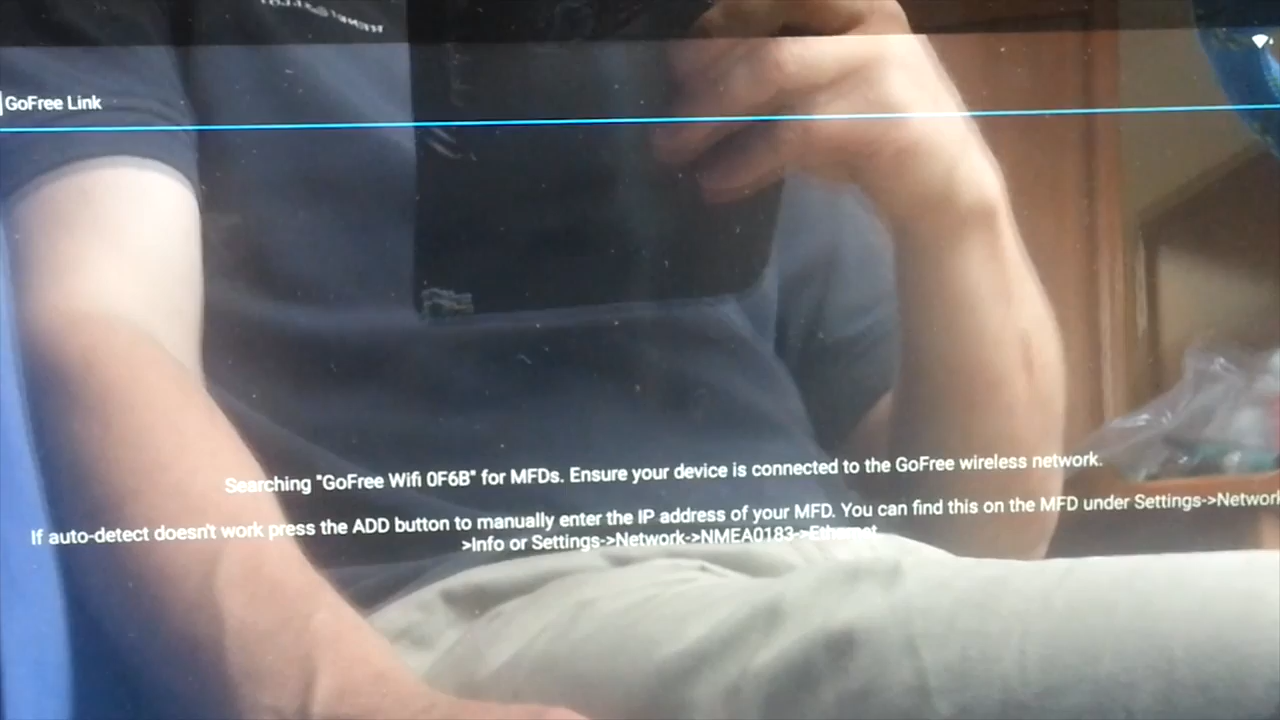 GoFree Link
Searching "GoFree Wifi 0F6B" for MFDs. Ensure your device is connected to the GoFree wireless network.
If auto-detect doesn't work press the ADD button to manually enter the IP address of your MFD. You can find this on the MFD under Settings->Network
>Info or Settings->Network->NMEA0183->Ethernet